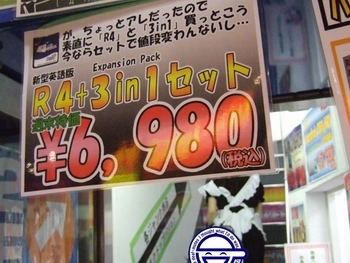 が、ちょっとアレだったので
素直に「R4」と「3in1」買っとこう
今ならセットで値段変わんないし…
Expansion Pack
新型英語版
R4+3in1セット
¥6,980
(税込)